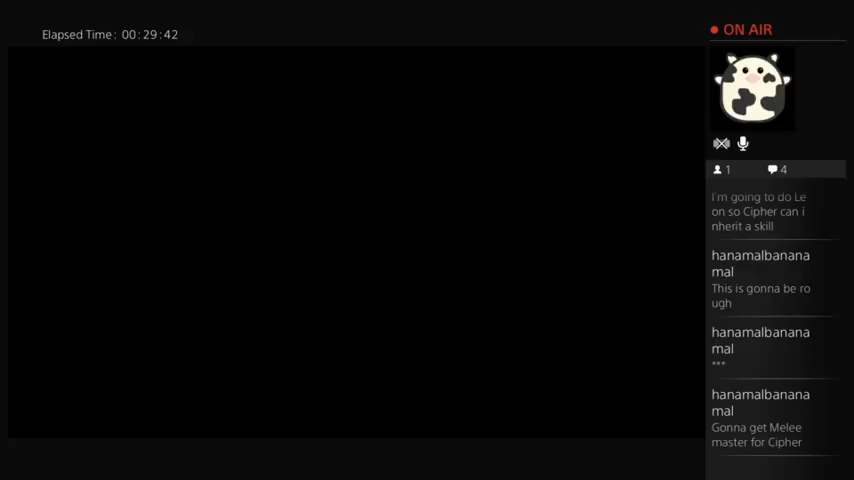 Elapsed Time: 00:29:42
ON AIR
1
4
I'm going to do Le
on so Cipher can i
nherit a skill
hanamalbanana
mal
This is gonna be ro
ugh
hanamalbanana
mal
***
hanamalbanana
mal
Gonna get Melee
master for Cipher